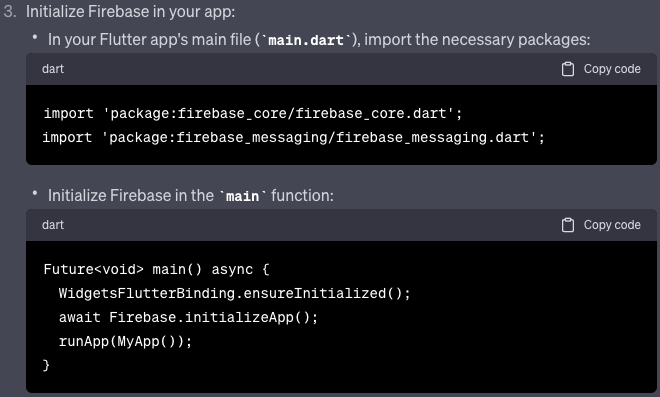 3. Initialize Firebase in your app:
• In your Flutter app's main file (`main.dart`), import the necessary packages:
dart Copy code
import 'package:firebase_core/firebase_core.dart';
import 'package:firebase_messaging/firebase_messaging.dart';
• Initialize Firebase in the `main` function:
dart Copy code
Future<void> main() async {
  WidgetsFlutterBinding.ensureInitialized();
  await Firebase.initializeApp();
  runApp(MyApp());
}